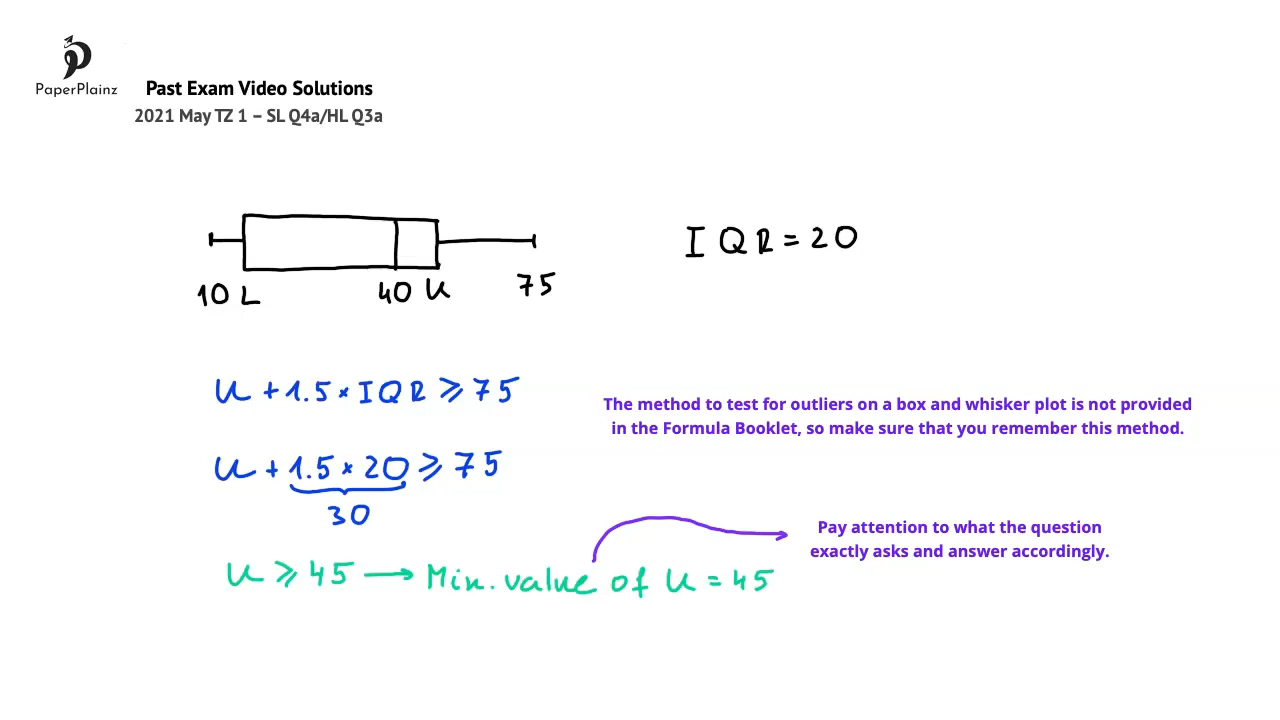 PaperPlainz
Past Exam Video Solutions
2021 May TZ 1 – SL Q4a/HL Q3a
IQR = 20
10 L 40 U 75
U + 1.5 × IQR ⩾ 75
The method to test for outliers on a box and whisker plot is not provided
in the Formula Booklet, so make sure that you remember this method.
U + 1.5 × 20 ⩾ 75
30
Pay attention to what the question
exactly asks and answer accordingly.
U ⩾ 45 → Min. value of U = 45